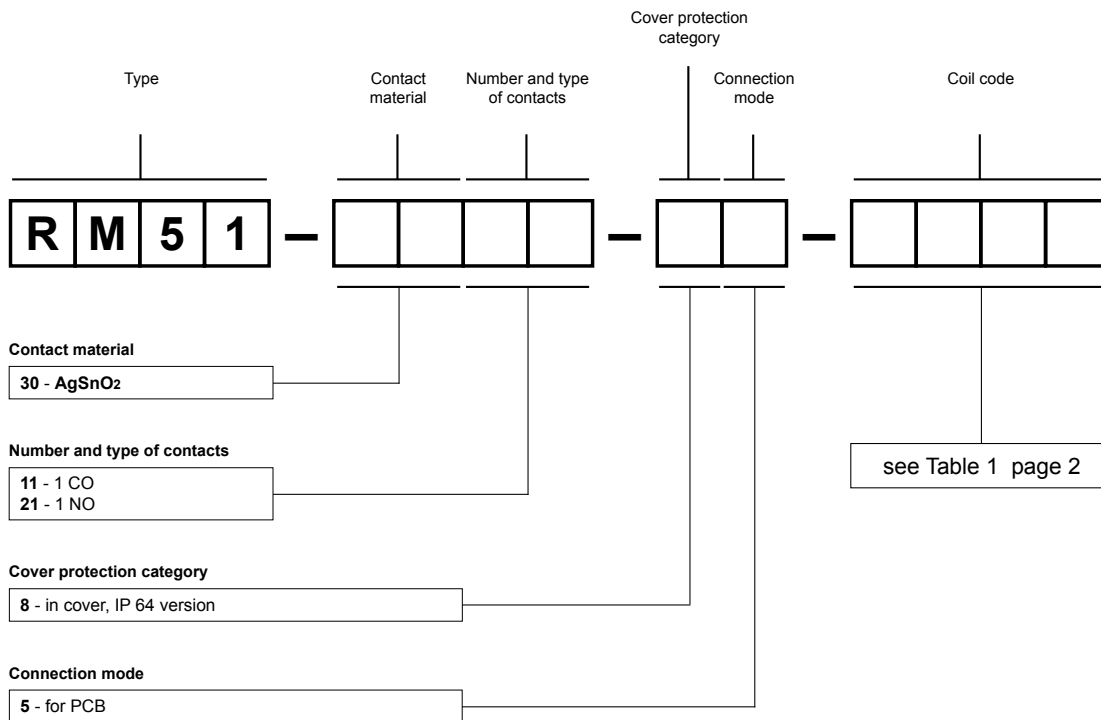 Cover protection
category
Type
Contact
material
Number and type
of contacts
Connection
mode
Coil code
R M 5 1 – – –
Contact material
30 - AgSnO2
Number and type of contacts
11 - 1 CO
21 - 1 NO
see Table 1 page 2
Cover protection category
8 - in cover, IP 64 version
Connection mode
5 - for PCB